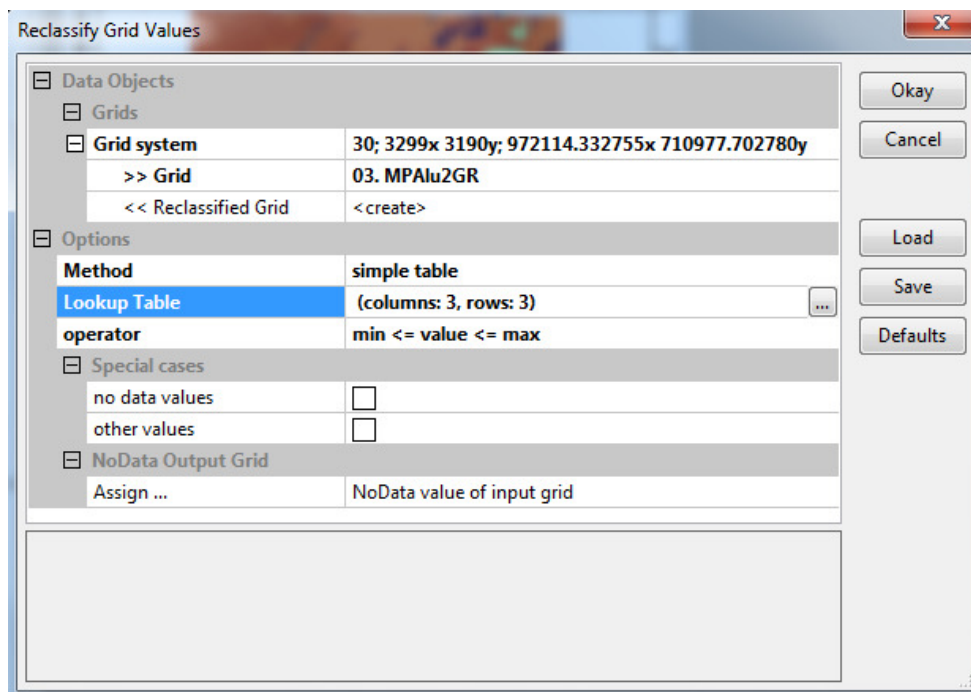 Reclassify Grid Values
x
Data Objects
Grids
Grid system 30; 3299x 3190y; 972114.332755x 710977.702780y
>> Grid 03. MPAlu2GR
<< Reclassified Grid <create>
Options
Method simple table
Lookup Table (columns: 3, rows: 3) ...
operator min <= value <= max
Special cases
no data values
other values
NoData Output Grid
Assign ... NoData value of input grid
Okay
Cancel
Load
Save
Defaults